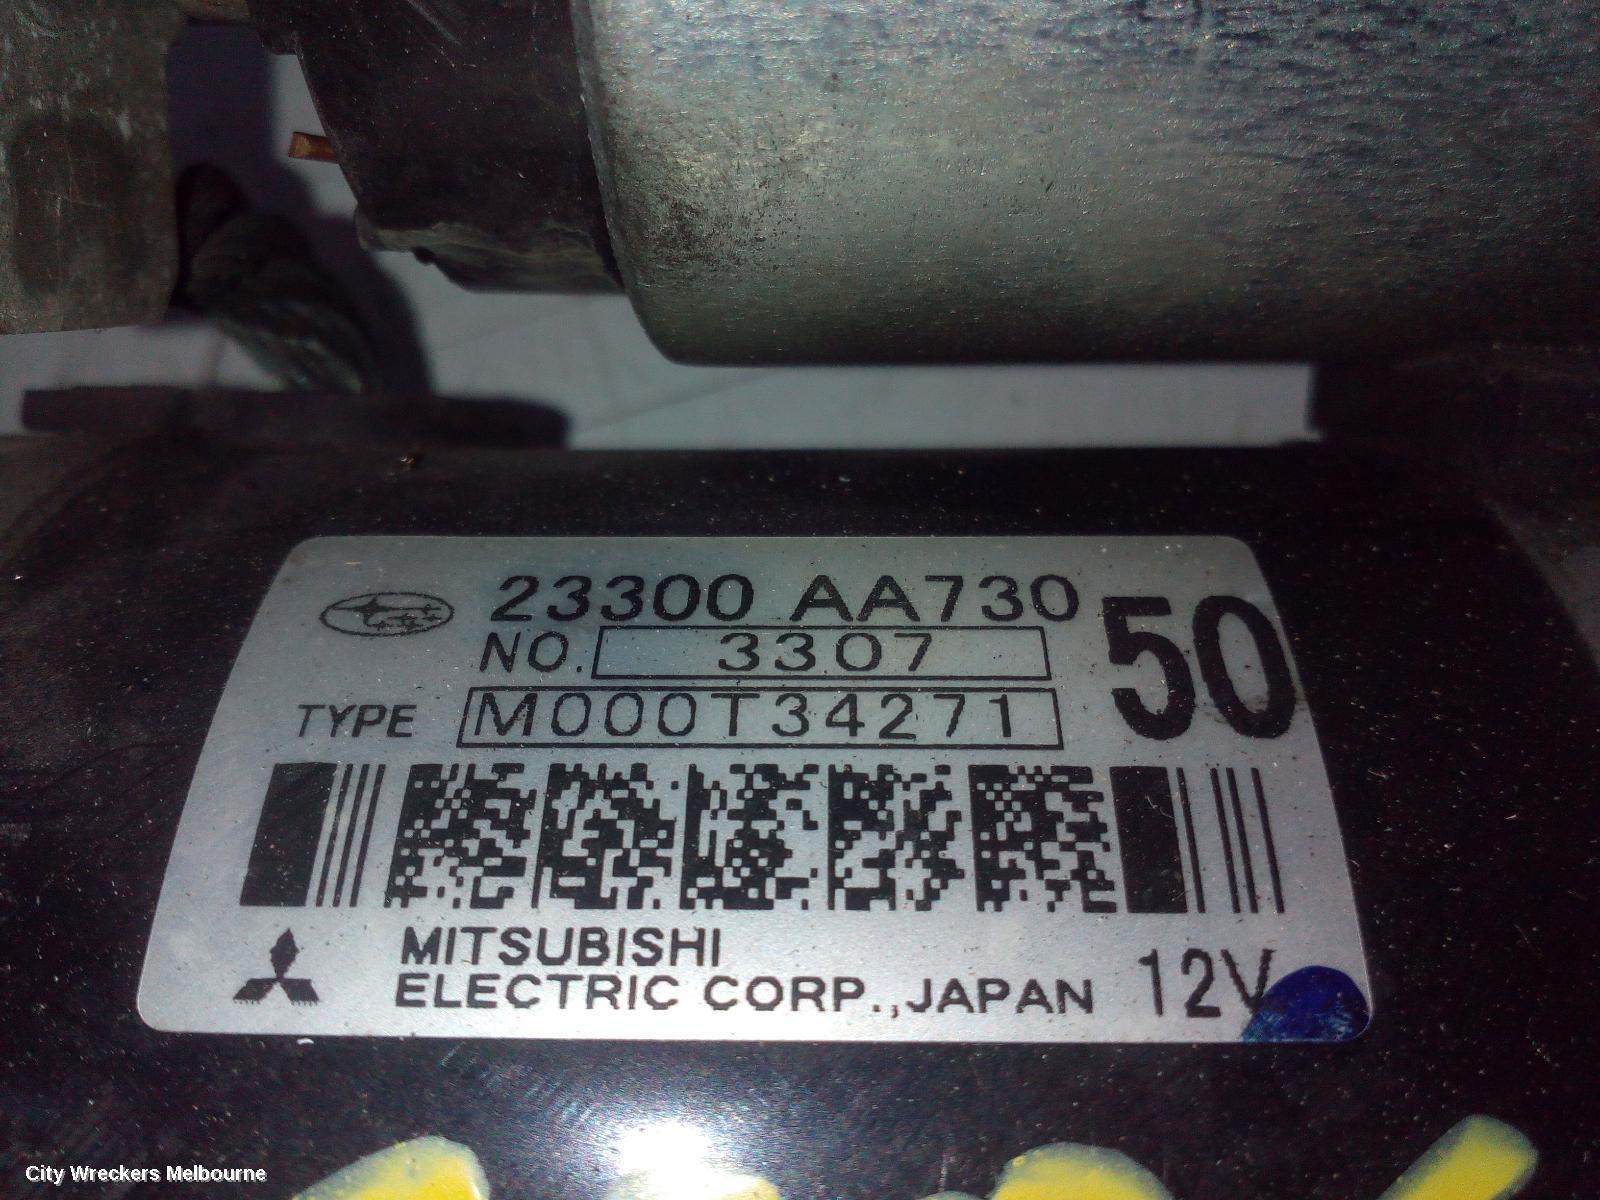 23300 AA730
50
NO. 3307
TYPE M000T34271
MITSUBISHI
ELECTRIC CORP.,JAPAN
12V
City Wreckers Melbourne